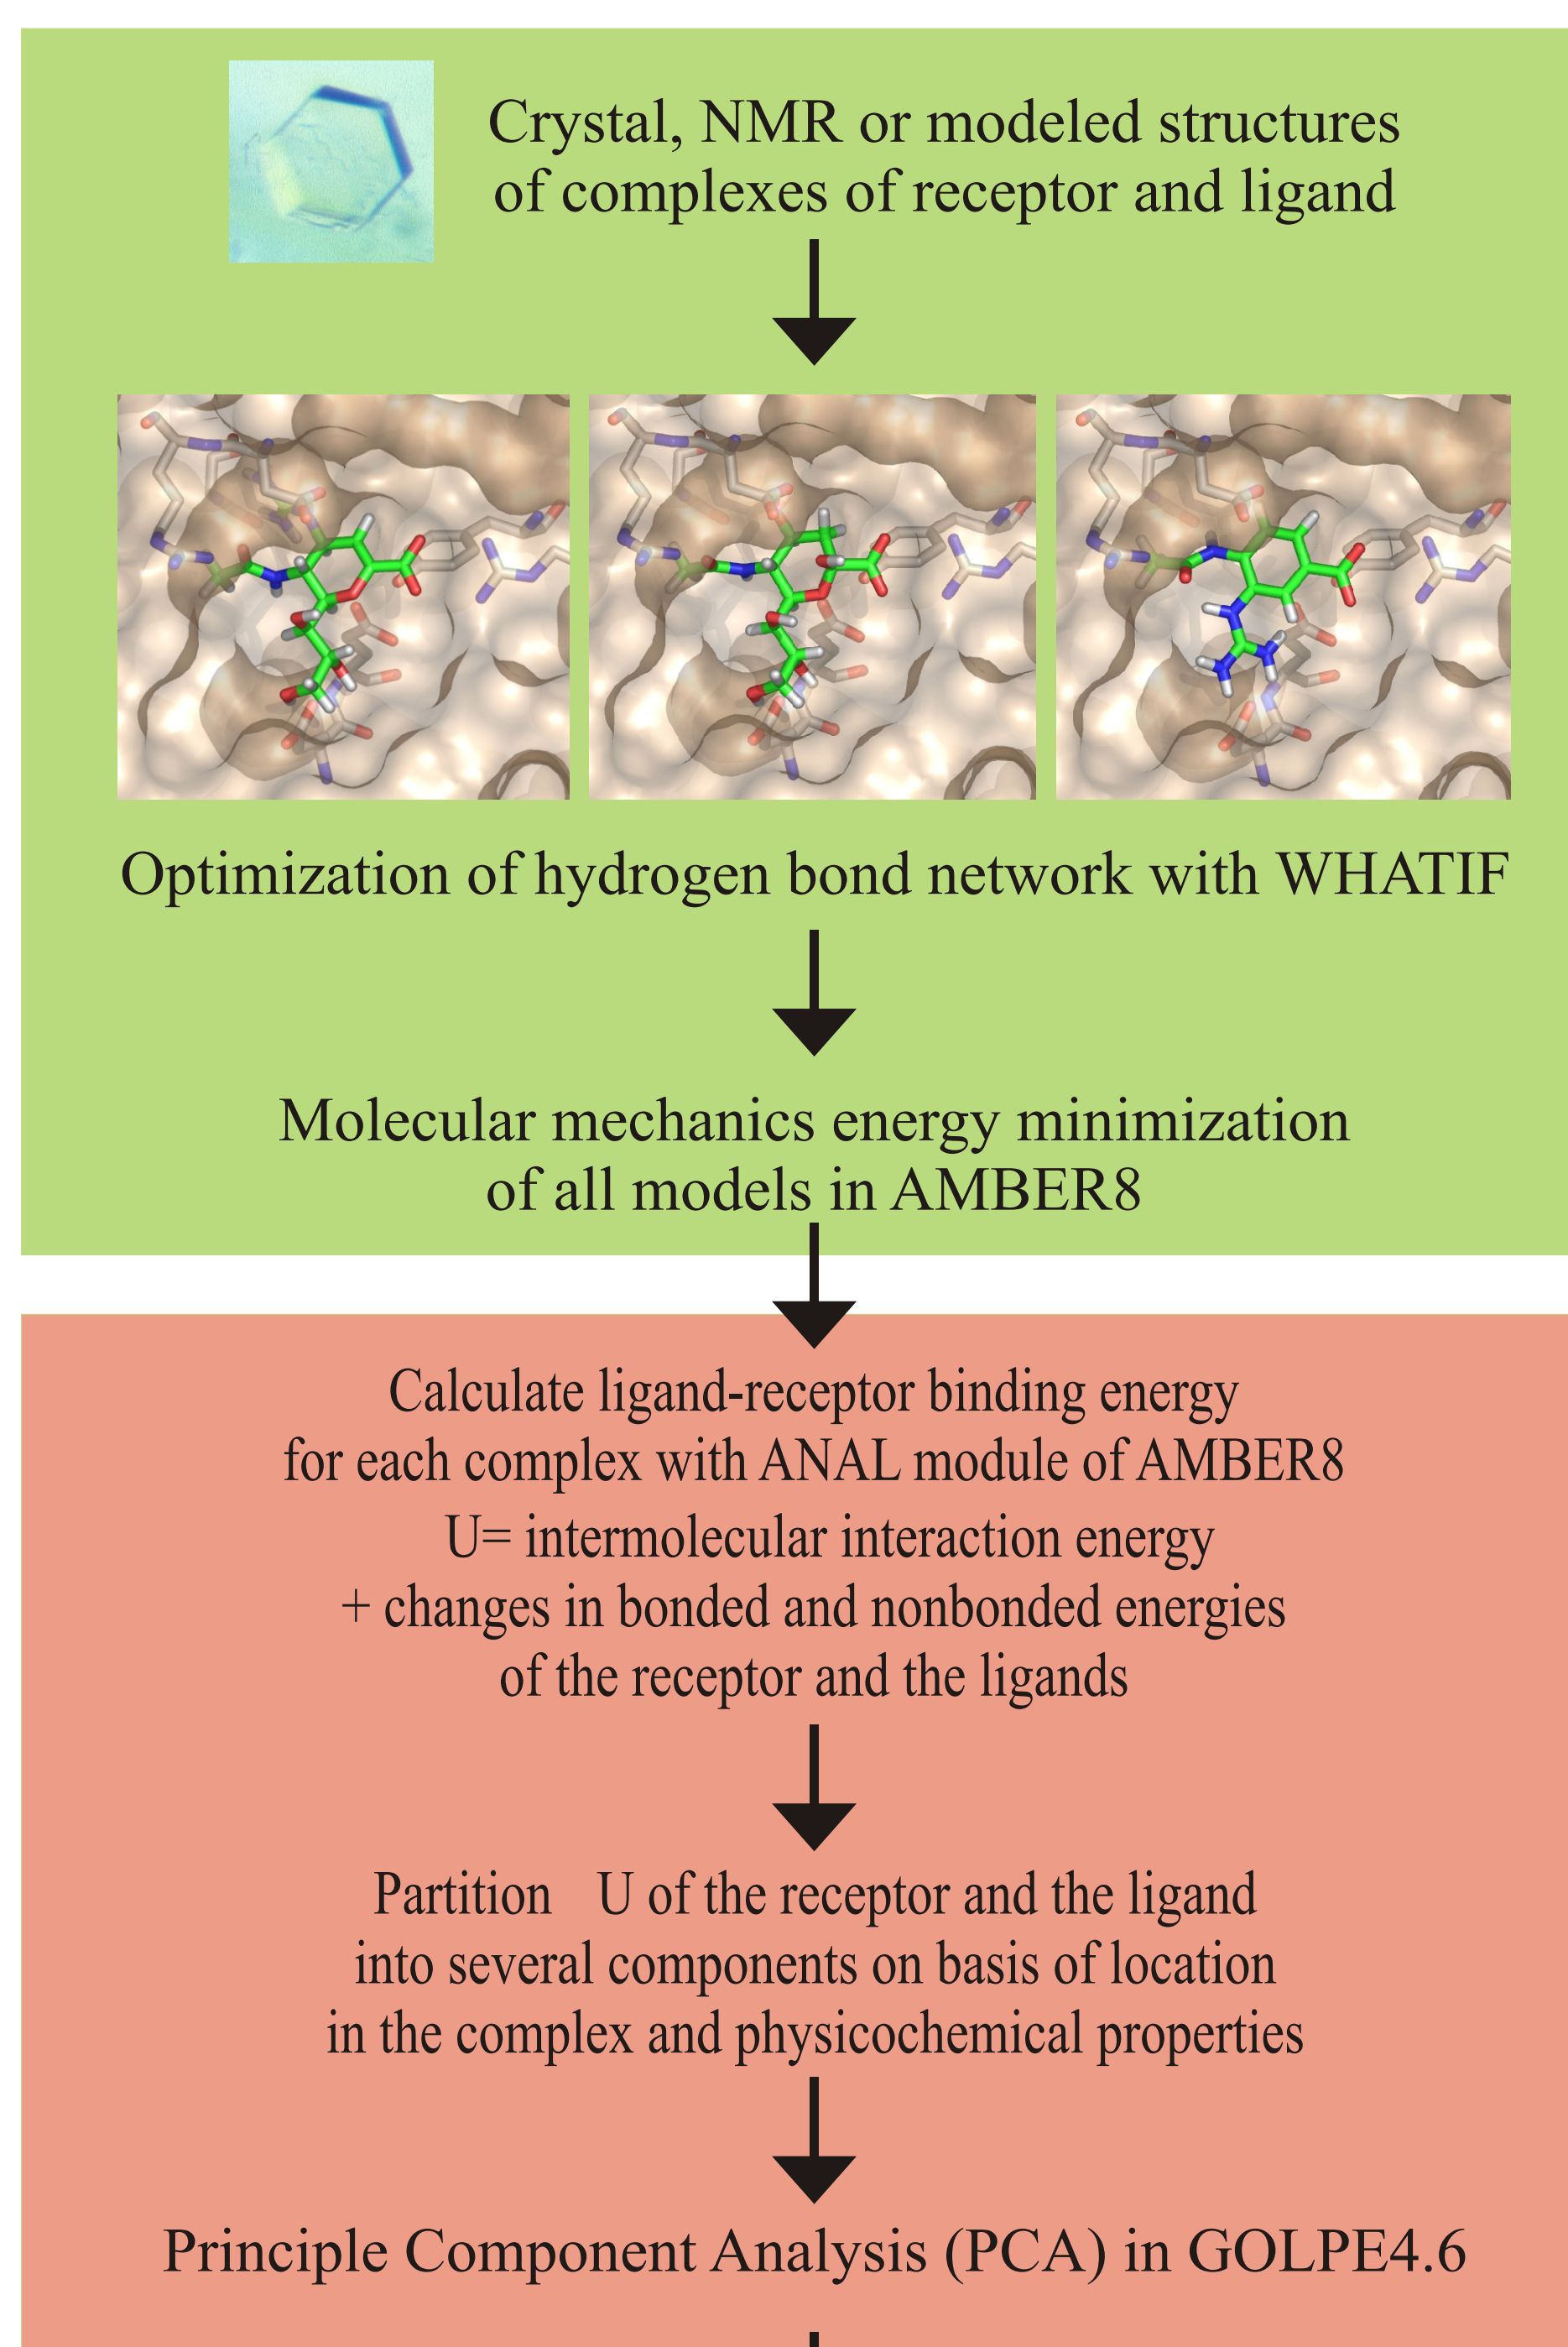 Crystal, NMR or modeled structures
of complexes of receptor and ligand
Optimization of hydrogen bond network with WHATIF
Molecular mechanics energy minimization
of all models in AMBER8
Calculate ligand-receptor binding energy
for each complex with ANAL module of AMBER8
U= intermolecular interaction energy
+ changes in bonded and nonbonded energies
of the receptor and the ligands
Partition U of the receptor and the ligand
into several components on basis of location
in the complex and physicochemical properties
Principle Component Analysis (PCA) in GOLPE4.6